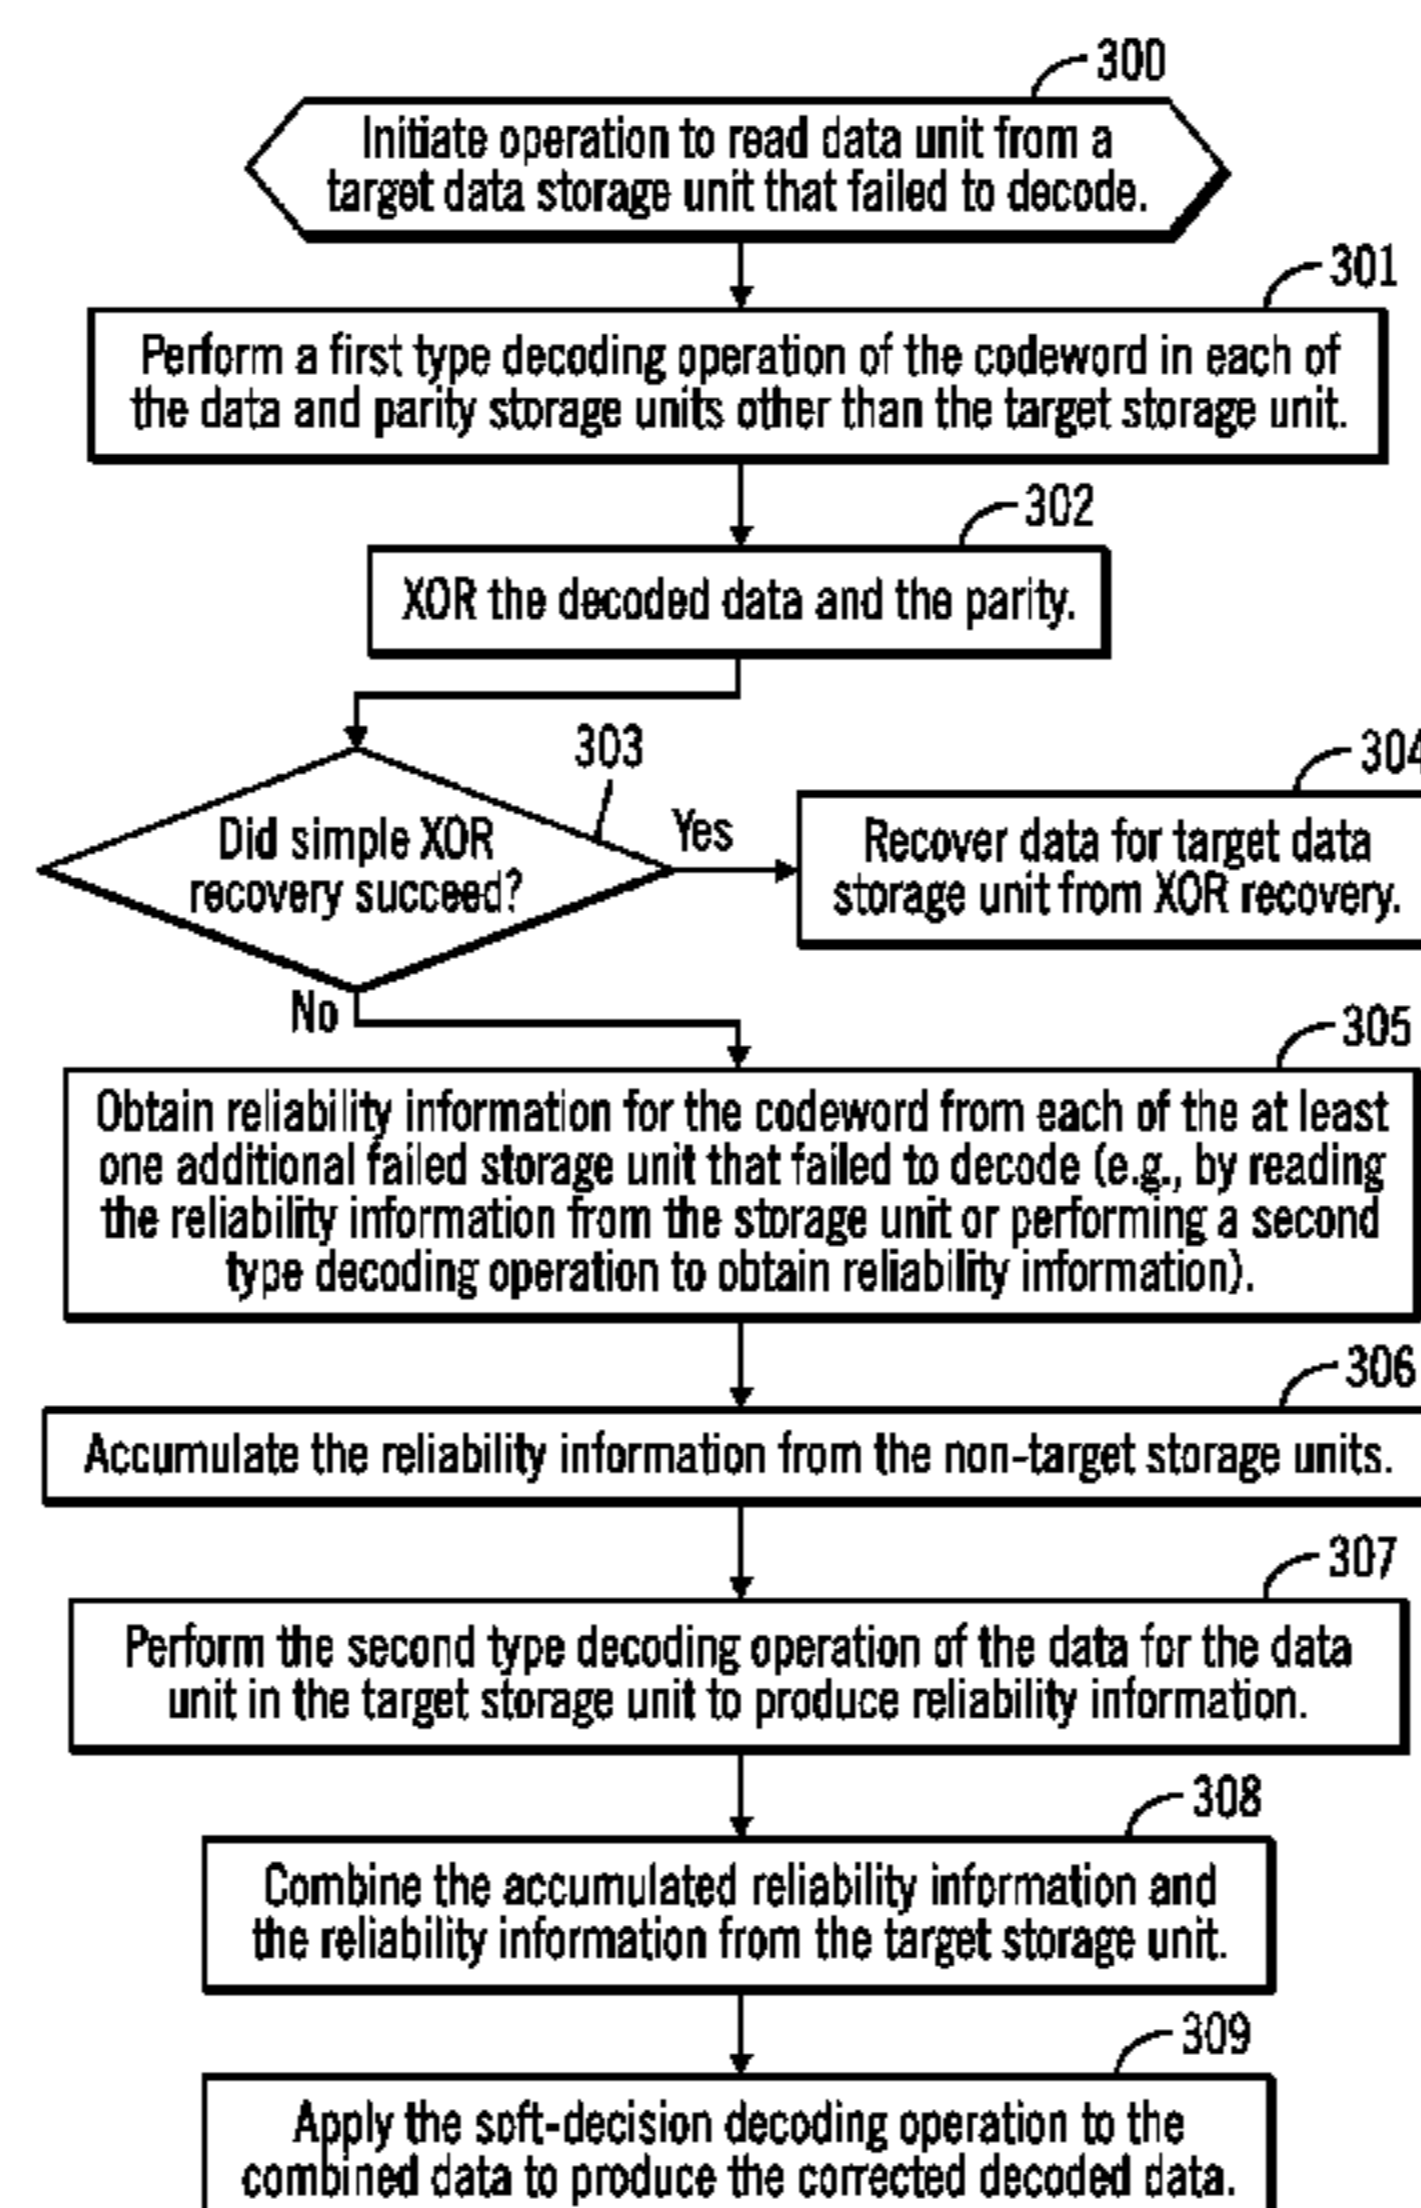 300
Initiate operation to read data unit from a
target data storage unit that failed to decode.
301
Perform a first type decoding operation of the codeword in each of
the data and parity storage units other than the target storage unit.
302
XOR the decoded data and the parity.
303
Did simple XOR
recovery succeed?
Yes
304
Recover data for target data
storage unit from XOR recovery.
No
305
Obtain reliability information for the codeword from each of the at least
one additional failed storage unit that failed to decode (e.g., by reading
the reliability information from the storage unit or performing a second
type decoding operation to obtain reliability information).
306
Accumulate the reliability information from the non-target storage units.
307
Perform the second type decoding operation of the data for the data
unit in the target storage unit to produce reliability information.
308
Combine the accumulated reliability information and
the reliability information from the target storage unit.
309
Apply the soft-decision decoding operation to the
combined data to produce the corrected decoded data.